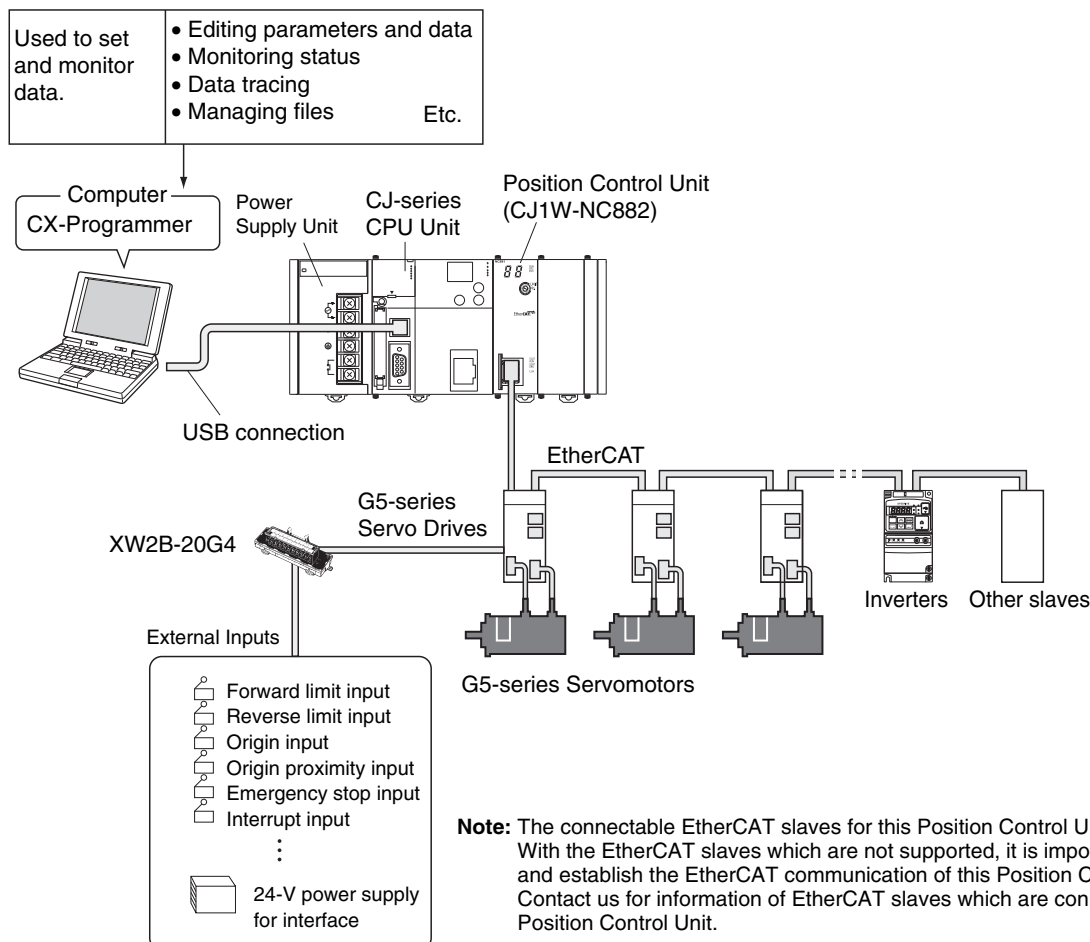 Used to set
and monitor
data.
• Editing parameters and data
• Monitoring status
• Data tracing
• Managing files
Etc.
Computer
CX-Programmer
Power
Supply Unit
CJ-series
CPU Unit
Position Control Unit
(CJ1W-NC882)
EtherCAT
USB connection
EtherCAT
G5-series
Servo Drives
XW2B-20G4
Inverters
Other slaves
External Inputs
G5-series Servomotors
Forward limit input
Reverse limit input
Origin input
Origin proximity input
Emergency stop input
Interrupt input
24-V power supply
for interface
Note: The connectable EtherCAT slaves for this Position Control U
With the EtherCAT slaves which are not supported, it is impo
and establish the EtherCAT communication of this Position C
Contact us for information of EtherCAT slaves which are con
Position Control Unit.